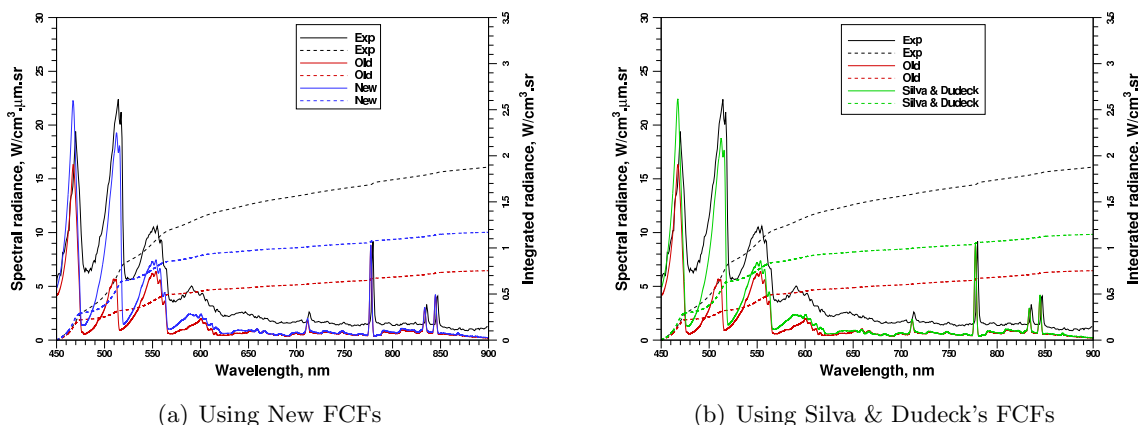 Spectral radiance, W/cm³.μm.sr
30
25
20
15
10
5
0
450 500 550 600 650 700 750 800 850 900
Wavelength, nm
Exp
Exp
Old
Old
New
New
3.5
3
2.5
2
1.5
1
0.5
0
Integrated radiance, W/cm³.sr
(a) Using New FCFs
Spectral radiance, W/cm³.μm.sr
30
25
20
15
10
5
0
450 500 550 600 650 700 750 800 850 900
Wavelength, nm
Exp
Exp
Old
Old
Silva & Dudeck
Silva & Dudeck
3.5
3
2.5
2
1.5
1
0.5
0
Integrated radiance, W/cm³.sr
(b) Using Silva & Dudeck's FCFs